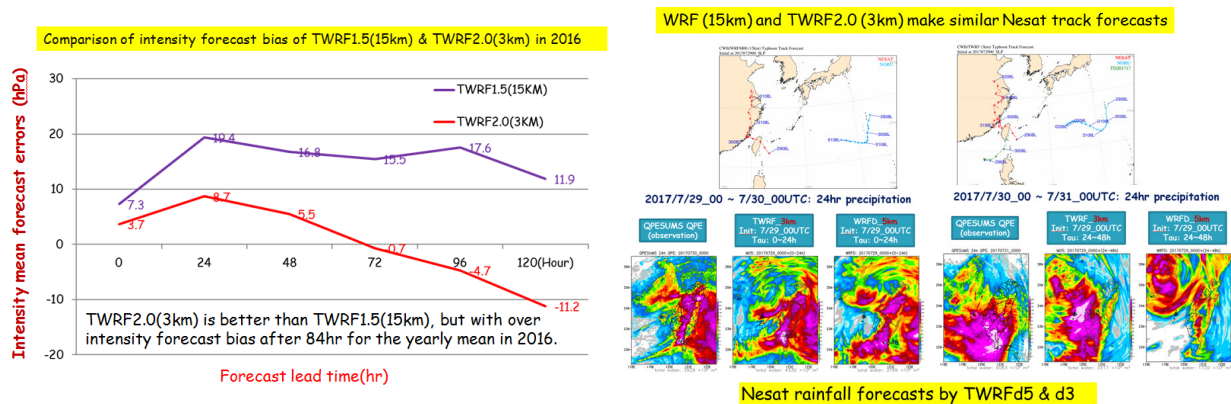 Comparison of intensity forecast bias of TWRF1.5(15km) & TWRF2.0(3km) in 2016
Intensity mean forecast errors (hPa)
30
20
10
0
-10
-20
TWRF1.5(15KM)
TWRF2.0(3KM)
7.3
19.4
16.8
15.5
17.6
11.9
3.7
8.7
5.5
-0.7
-4.7
-11.2
0
24
48
72
96
120(Hour)
TWRF2.0(3km) is better than TWRF1.5(15km), but with over
intensity forecast bias after 84hr for the yearly mean in 2016.
Forecast lead time(hr)
WRF (15km) and TWRF2.0 (3km) make similar Nesat track forecasts
NESAT
NORU
NESAT
NORU
2017/7/29_00 ~ 7/30_00UTC: 24hr precipitation
QPESUMS QPE
(observation)
TWRF_3km
Init: 7/29_00UTC
Tau: 0~24h
WRFD_5km
Init: 7/29_00UTC
Tau: 0~24h
2017/7/30_00 ~ 7/31_00UTC: 24hr precipitation
QPESUMS QPE
(observation)
TWRF_3km
Init: 7/29_00UTC
Tau: 24~48h
WRFD_5km
Init: 7/29_00UTC
Tau: 24~48h
Nesat rainfall forecasts by TWRFd5 & d3